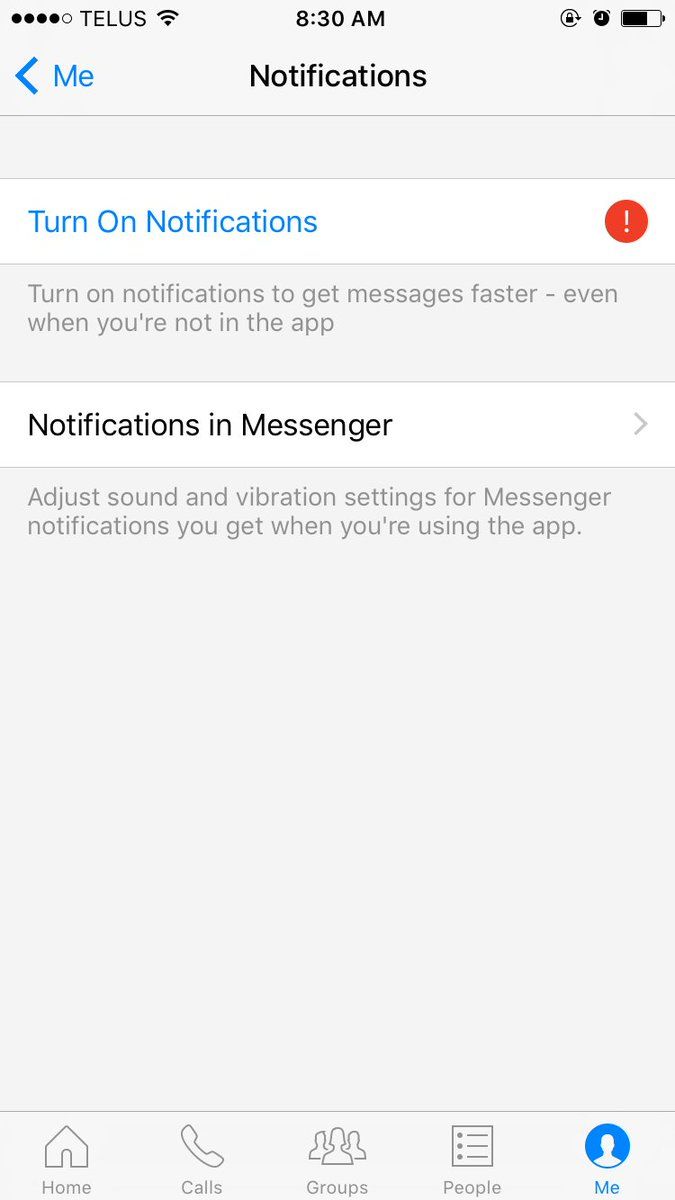 TELUS 8:30 AM
Me Notifications
Turn On Notifications !
Turn on notifications to get messages faster - even
when you're not in the app
Notifications in Messenger
Adjust sound and vibration settings for Messenger
notifications you get when you're using the app.
Home Calls Groups People Me